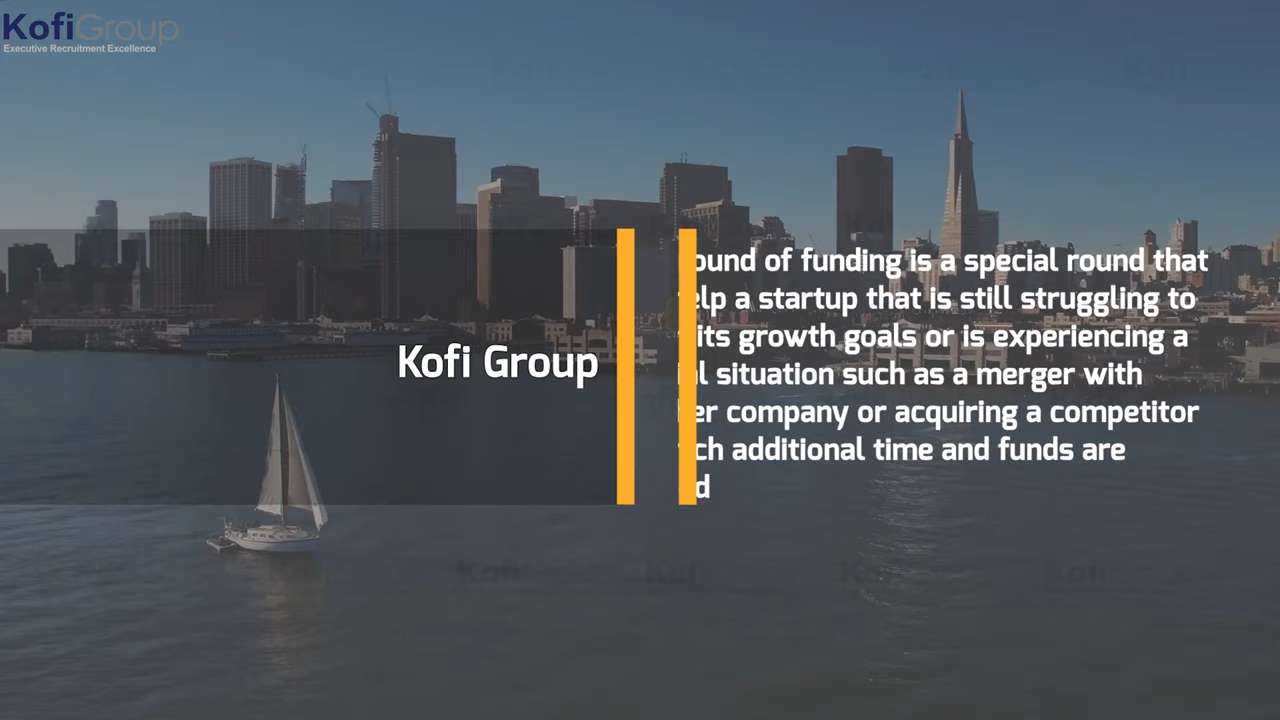 KofiGroup
Executive Recruitment Excellence
Kofi Group
ound of funding is a special round that
elp a startup that is still struggling to
its growth goals or is experiencing a
al situation such as a merger with
er company or acquiring a competitor
ch additional time and funds are
d